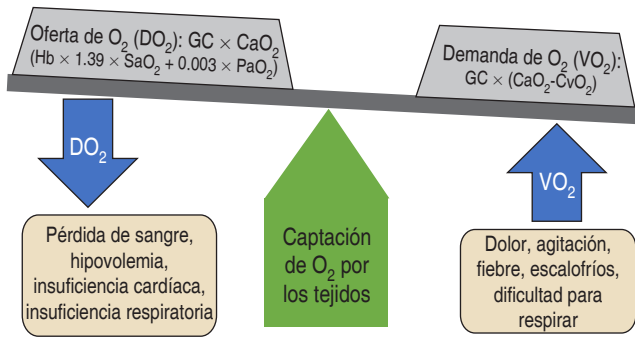 Oferta de O₂ (DO₂): GC × CaO₂
(Hb × 1.39 × SaO₂ + 0.003 × PaO₂)
Demanda de O₂ (VO₂):
GC × (CaO₂-CvO₂)
DO₂
VO₂
Pérdida de sangre,
hipovolemia,
insuficiencia cardíaca,
insuficiencia respiratoria
Captación
de O₂ por
los tejidos
Dolor, agitación,
fiebre, escalofríos,
dificultad para
respirar